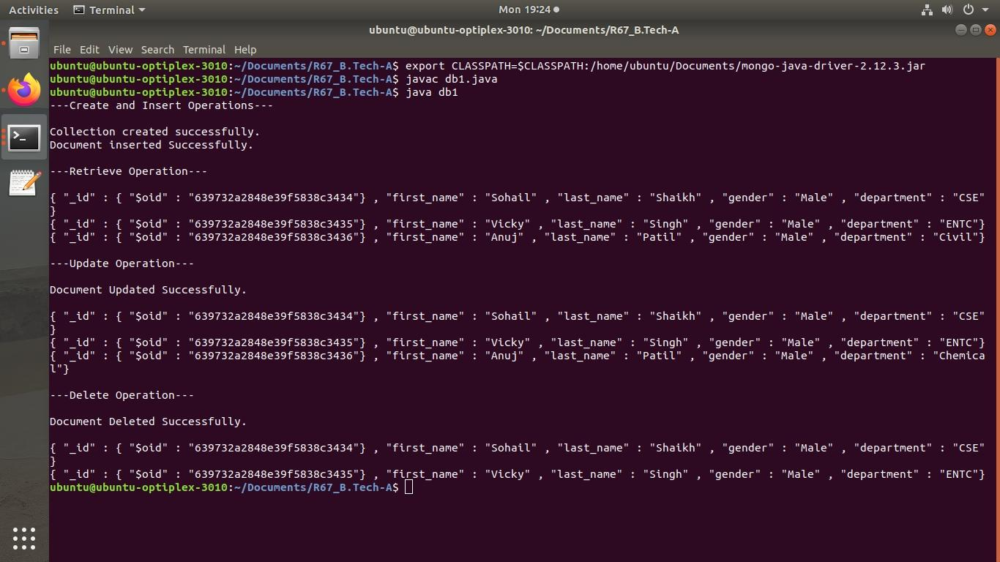 Activities Terminal Mon 19:24
ubuntu@ubuntu-optiplex-3010: ~/Documents/R67_B.Tech-A
File Edit View Search Terminal Help
ubuntu@ubuntu-optiplex-3010:~/Documents/R67_B.Tech-A$ export CLASSPATH=$CLASSPATH:/home/ubuntu/Documents/mongo-java-driver-2.12.3.jar
ubuntu@ubuntu-optiplex-3010:~/Documents/R67_B.Tech-A$ javac db1.java
ubuntu@ubuntu-optiplex-3010:~/Documents/R67_B.Tech-A$ java db1
---Create and Insert Operations---
Collection created successfully.
Document inserted Successfully.
---Retrieve Operation---
{ "_id" : { "$oid" : "639732a2848e39f5838c3434"} , "first_name" : "Sohail" , "last_name" : "Shaikh" , "gender" : "Male" , "department" : "CSE"
}
{ "_id" : { "$oid" : "639732a2848e39f5838c3435"} , "first_name" : "Vicky" , "last_name" : "Singh" , "gender" : "Male" , "department" : "ENTC"}
{ "_id" : { "$oid" : "639732a2848e39f5838c3436"} , "first_name" : "Anuj" , "last_name" : "Patil" , "gender" : "Male" , "department" : "Civil"}
---Update Operation---
Document Updated Successfully.
{ "_id" : { "$oid" : "639732a2848e39f5838c3434"} , "first_name" : "Sohail" , "last_name" : "Shaikh" , "gender" : "Male" , "department" : "CSE"
}
{ "_id" : { "$oid" : "639732a2848e39f5838c3435"} , "first_name" : "Vicky" , "last_name" : "Singh" , "gender" : "Male" , "department" : "ENTC"}
{ "_id" : { "$oid" : "639732a2848e39f5838c3436"} , "first_name" : "Anuj" , "last_name" : "Patil" , "gender" : "Male" , "department" : "Chemica
l"}
---Delete Operation---
Document Deleted Successfully.
{ "_id" : { "$oid" : "639732a2848e39f5838c3434"} , "first_name" : "Sohail" , "last_name" : "Shaikh" , "gender" : "Male" , "department" : "CSE"
}
{ "_id" : { "$oid" : "639732a2848e39f5838c3435"} , "first_name" : "Vicky" , "last_name" : "Singh" , "gender" : "Male" , "department" : "ENTC"}
ubuntu@ubuntu-optiplex-3010:~/Documents/R67_B.Tech-A$